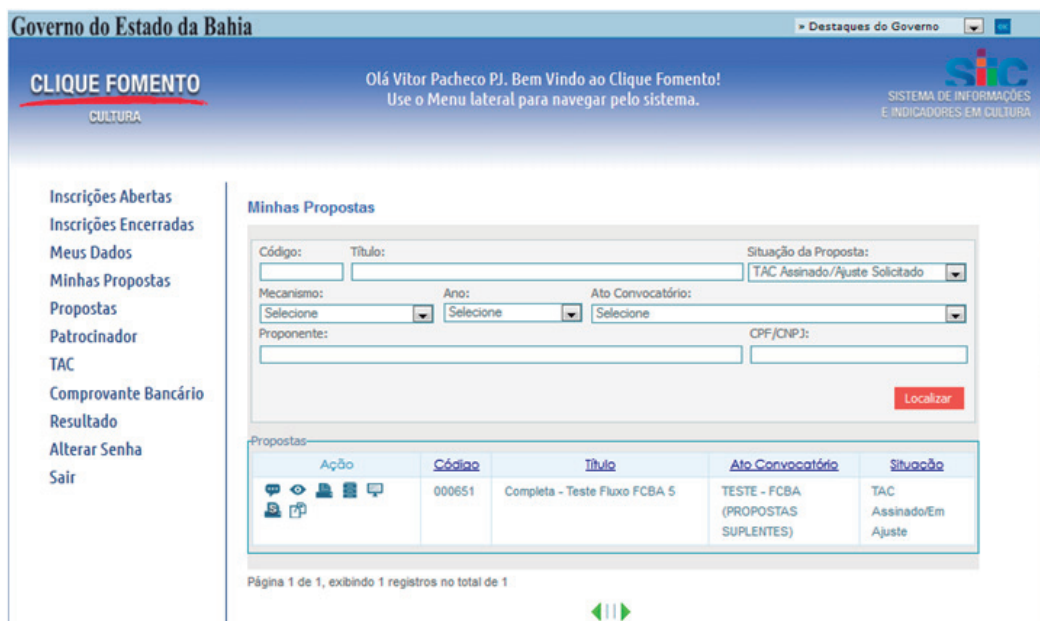 Governo do Estado da Bahia
» Destaques do Governo
CLIQUE FOMENTO
CULTURA
Olá Vitor Pacheco PJ. Bem Vindo ao Clique Fomento!
Use o Menu lateral para navegar pelo sistema.
siic
SISTEMA DE INFORMAÇÕES
E INDICADORES EM CULTURA
Inscrições Abertas
Inscrições Encerradas
Meus Dados
Minhas Propostas
Propostas
Patrocinador
TAC
Comprovante Bancário
Resultado
Alterar Senha
Sair
Minhas Propostas
Código: Título: Situação da Proposta:
TAC Assinado/Ajuste Solicitado
Mecanismo: Ano: Ato Convocatório:
Selecione Selecione Selecione
Proponente: CPF/CNPJ:
Localizar
Propostas
Ação Código Título Ato Convocatório Situação
000651 Completa - Teste Fluxo FCBA 5 TESTE - FCBA TAC
(PROPOSTAS Assinado/Em
SUPLENTES) Ajuste
Página 1 de 1, exibindo 1 registros no total de 1